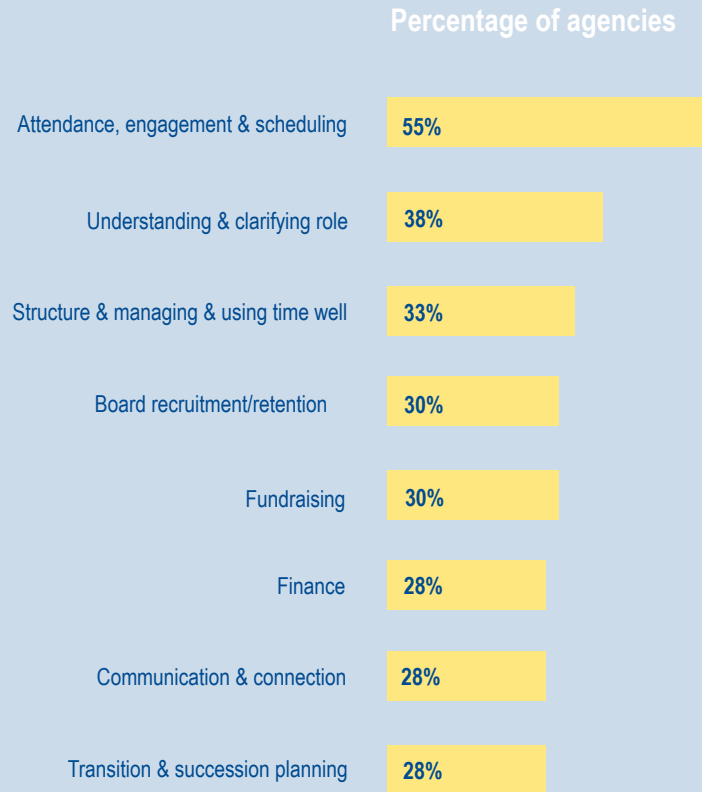 Percentage of agencies
Attendance, engagement & scheduling 55%
Understanding & clarifying role 38%
Structure & managing & using time well 33%
Board recruitment/retention 30%
Fundraising 30%
Finance 28%
Communication & connection 28%
Transition & succession planning 28%